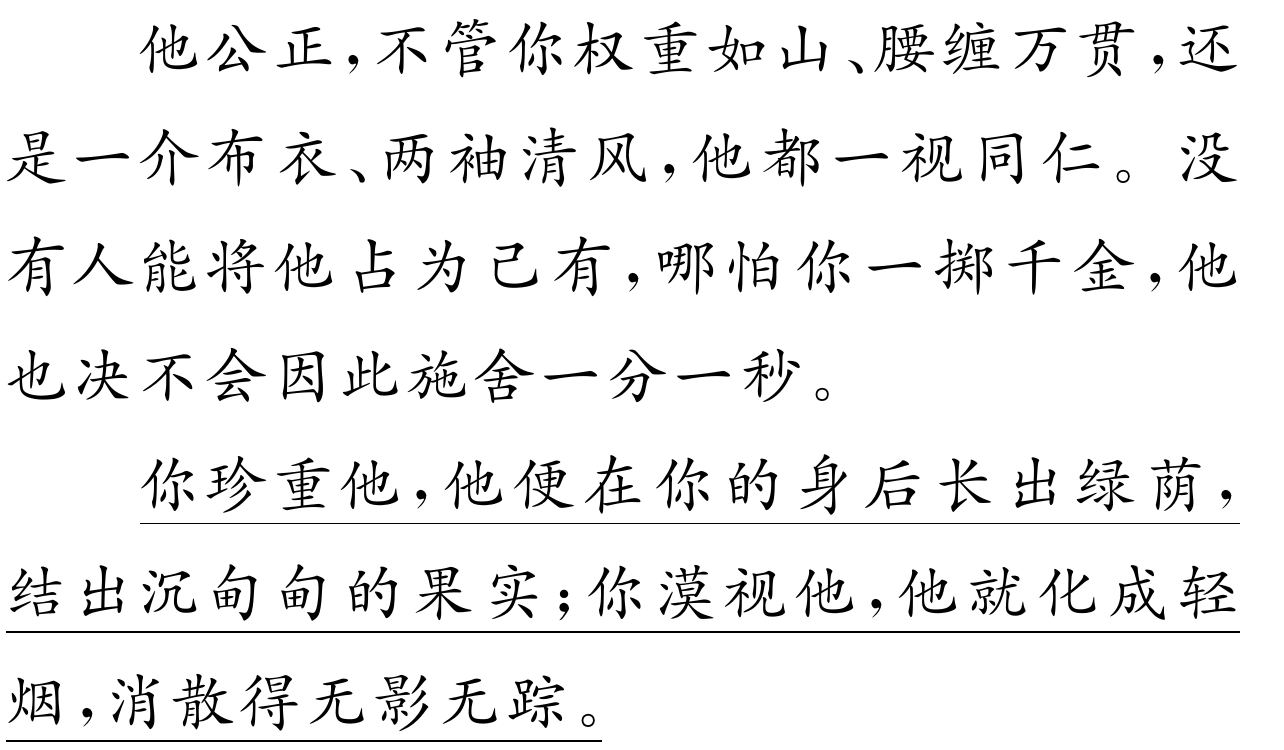 他公正,不管你权重如山、腰缠万贯,还
是一介布衣、两袖清风,他都一视同仁。没
有人能将他占为己有,哪怕你一掷千金,他
也决不会因此施舍一分一秒。
你珍重他,他便在你的身后长出绿荫,
结出沉甸甸的果实;你漠视他,他就化成轻
烟,消散得无影无踪。